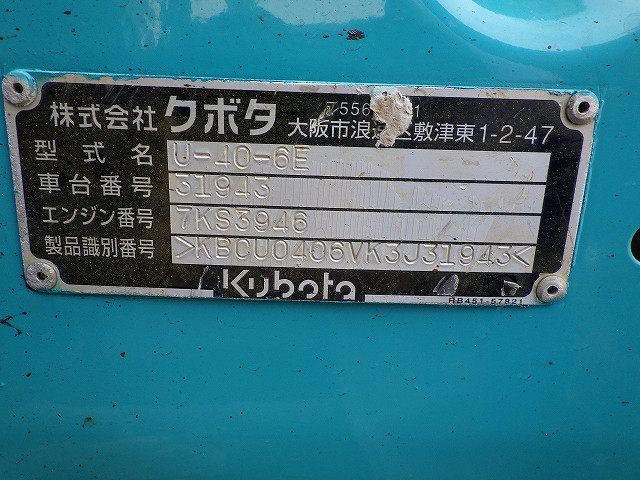 株式会社 クボタ 〒556 1
大阪市浪 敷津東1-2-47
型式名 U-40-6E
車台番号 31943
エンジン番号 7KS3946
製品識別番号 >KBCU0406VK3J31943<
Kubota
RB451-57821